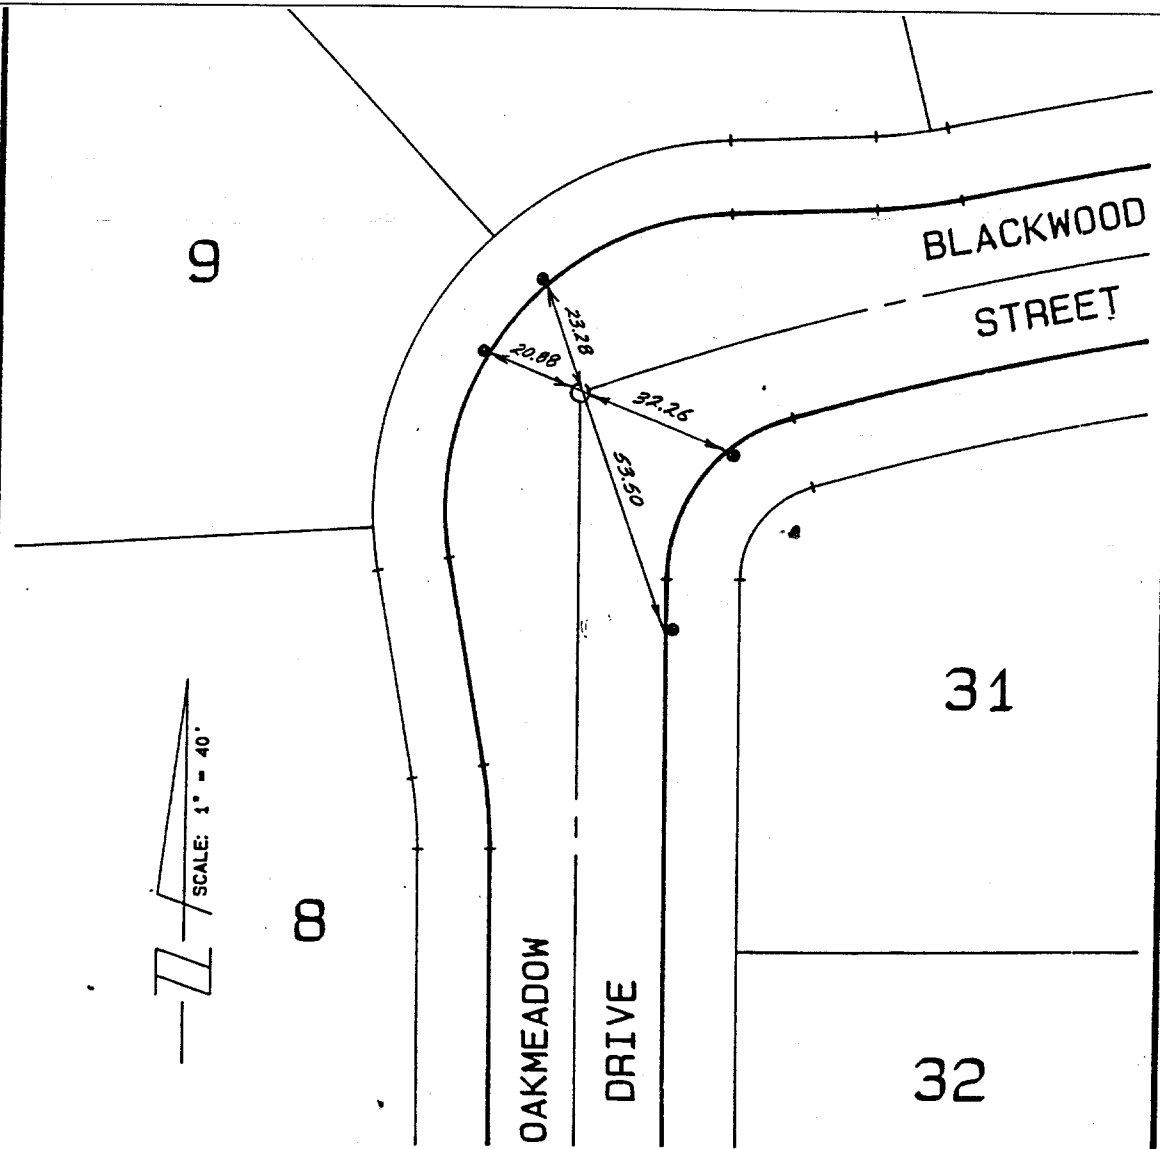 9
BLACKWOOD
STREET
23.28
20.88
32.26
53.50
31
SCALE: 1" = 40'
N
8
OAKMEADOW
DRIVE
32